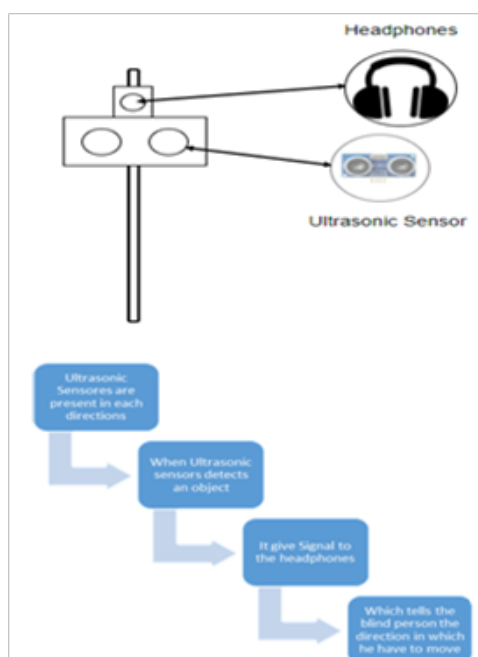 Headphones
Ultrasonic Sensor
Ultrasonic
Sensores are
present in each
directions
When Ultrasonic
sensors detects
an object
It give Signal to
the headphones
Which tells the
blind person the
direction in which
he have to move